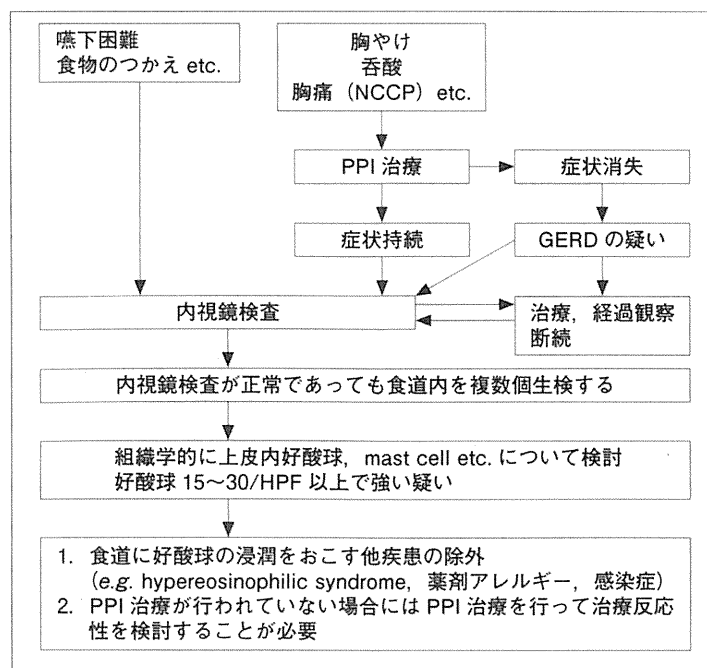 嚥下困難
食物のつかえ etc.
胸やけ
呑酸
胸痛（NCCP）etc.
PPI 治療
症状消失
症状持続
GERD の疑い
内視鏡検査
治療，経過観察
断続
内視鏡検査が正常であっても食道内を複数個生検する
組織学的に上皮内好酸球，mast cell etc. について検討
好酸球 15〜30/HPF 以上で強い疑い
1. 食道に好酸球の浸潤をおこす他疾患の除外
（e.g. hypereosinophilic syndrome，薬剤アレルギー，感染症）
2. PPI 治療が行われていない場合には PPI 治療を行って治療反応
性を検討することが必要